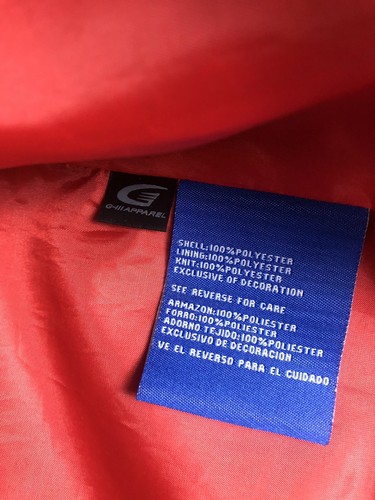 G-III APPAREL
SHELL:100%POLYESTER
LINING:100%POLYESTER
KNIT:100%POLYESTER
EXCLUSIVE OF DECORATION
SEE REVERSE FOR CARE
ARMAZON:100%POLIESTER
FORRO:100%POLIESTER
ADORNO TEJIDO:100%POLIESTER
EXCLUSIVO DE DECORACION
VE EL REVERSO PARA EL CUIDADO